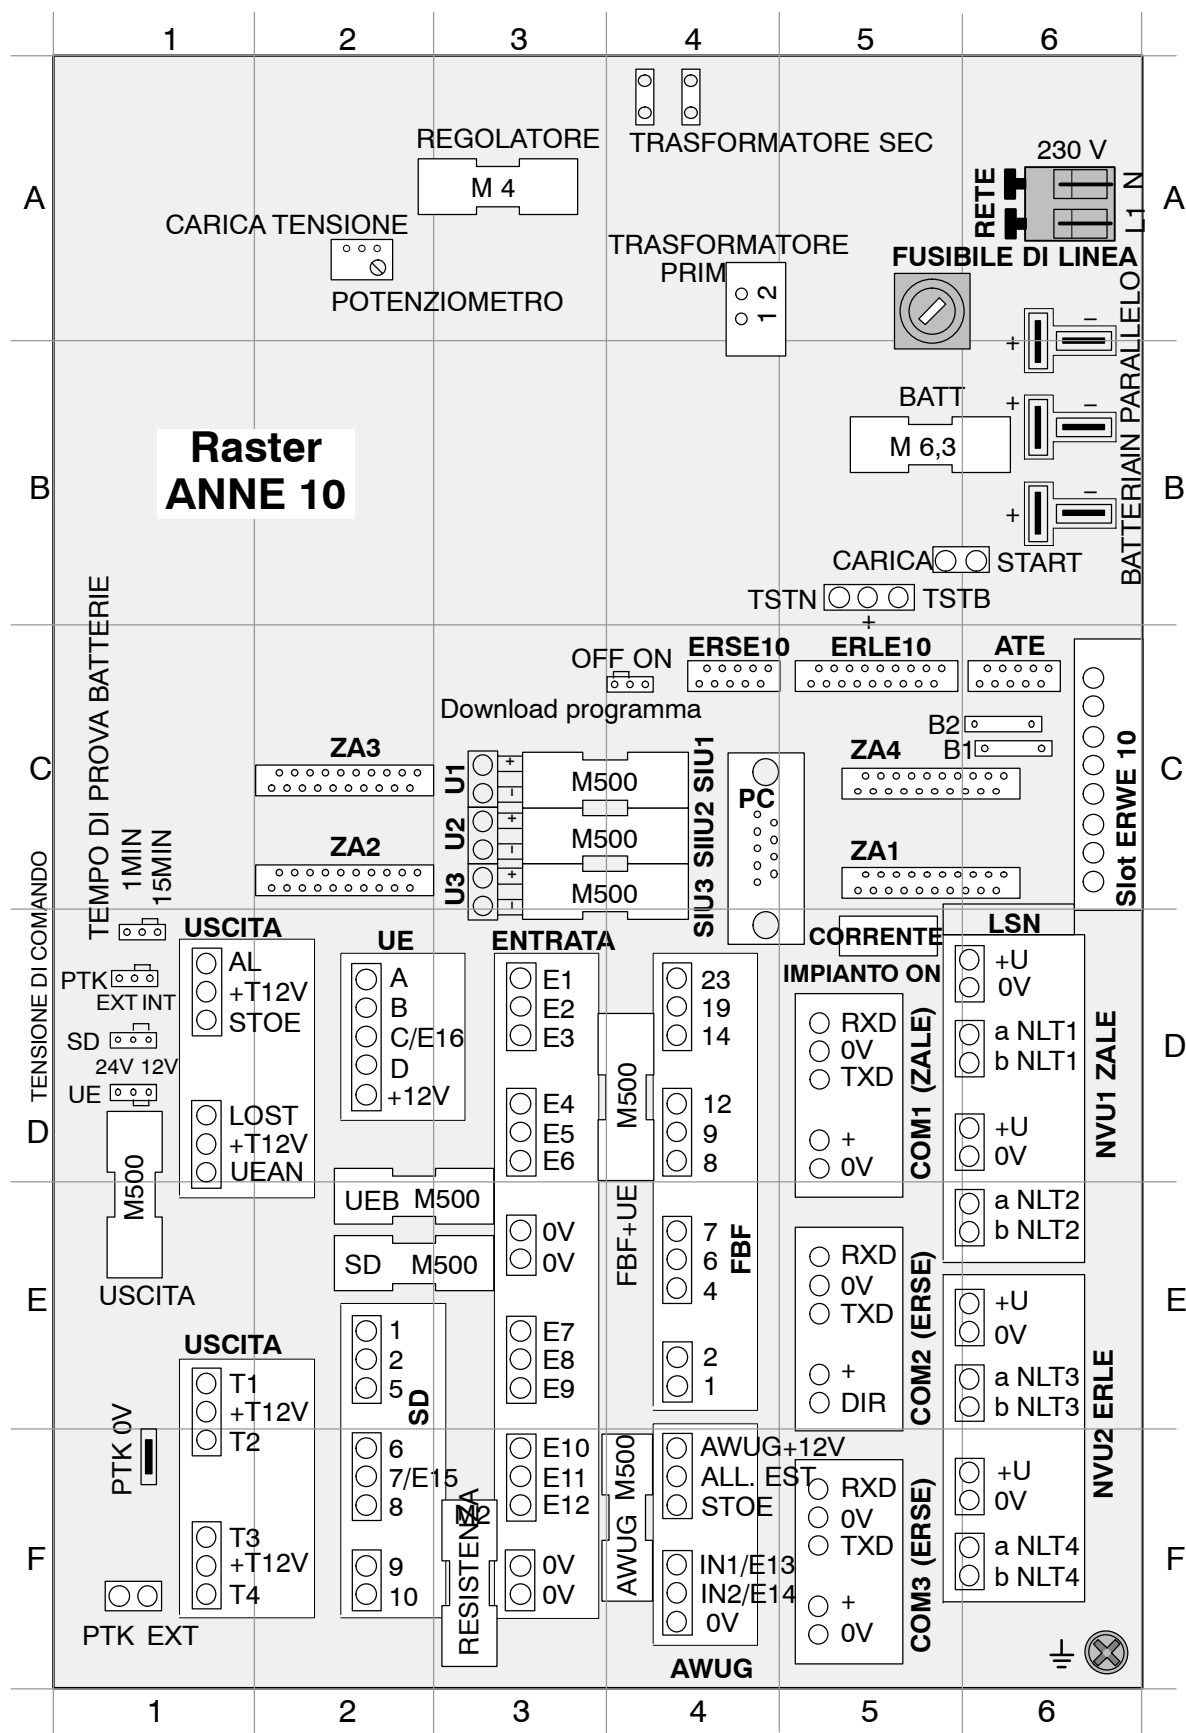 1 2 3 4 5 6
A
REGOLATORE
M 4
TRASFORMATORE SEC
230 V
RETE
N
L1
A
CARICA TENSIONE
POTENZIOMETRO
TRASFORMATORE
PRIM
1 2
FUSIBILE DI LINEA
+ −
BATTERIAIN PARALLELO
B
Raster
ANNE 10
BATT
M 6,3
+ −
+ −
B
CARICA
START
TSTN
TSTB
+
TEMPO DI PROVA BATTERIE
1MIN
15MIN
C
OFF ON
Download programma
ERSE10
ERLE10
ATE
B2
B1
Slot ERWE 10
C
ZA3
ZA2
U1
+
−
M500
SIU1
U2
+
−
M500
SIIU2
U3
+
−
M500
SIU3
PC
ZA4
ZA1
TENSIONE DI COMANDO
PTK
EXT INT
SD
24V 12V
UE
D
M500
USCITA
USCITA
AL
+T12V
STOE
LOST
+T12V
UEAN
UE
A
B
C/E16
D
+12V
UEB M500
SD M500
ENTRATA
E1
E2
E3
E4
E5
E6
0V
0V
E7
E8
E9
E10
E11
E12
0V
0V
M500
FBF+UE
23
19
14
12
9
8
7
6
4
2
1
FBF
CORRENTE
IMPIANTO ON
RXD
0V
TXD
+
0V
COM1 (ZALE)
LSN
+U
0V
a NLT1
b NLT1
+U
0V
a NLT2
b NLT2
NVU1 ZALE
D
E
USCITA
T1
+T12V
T2
T3
+T12V
T4
1
2
5
SD
6
7/E15
8
9
10
RXD
0V
TXD
+
DIR
COM2 (ERSE)
+U
0V
a NLT3
b NLT3
+U
0V
a NLT4
b NLT4
NVU2 ERLE
E
PTK 0V
F
PTK EXT
M2
RESISTENZA
AWUG M500
AWUG+12V
ALL. EST
STOE
IN1/E13
IN2/E14
0V
AWUG
RXD
0V
TXD
+
0V
COM3 (ERSE)
F
1 2 3 4 5 6